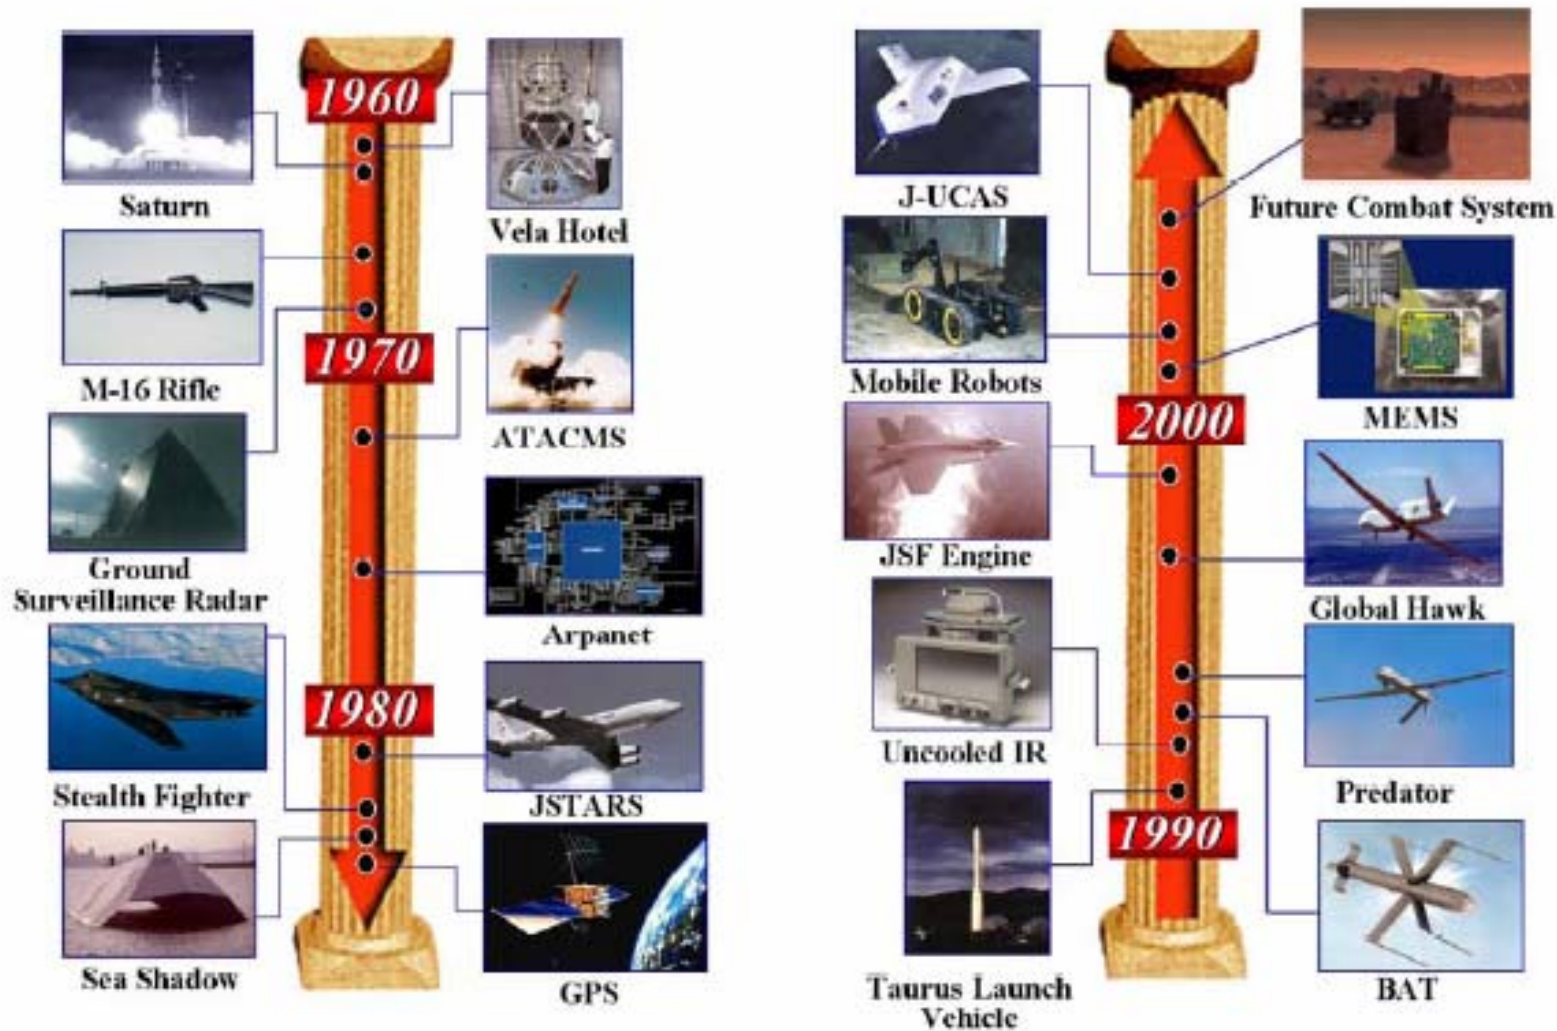 1960
Saturn
Vela Hotel
M-16 Rifle
1970
ATACMS
Ground
Surveillance Radar
Arpanet
1980
Stealth Fighter
JSTARS
Sea Shadow
GPS
J-UCAS
Future Combat System
Mobile Robots
MEMS
2000
JSF Engine
Global Hawk
Uncooled IR
Predator
1990
Taurus Launch
Vehicle
BAT